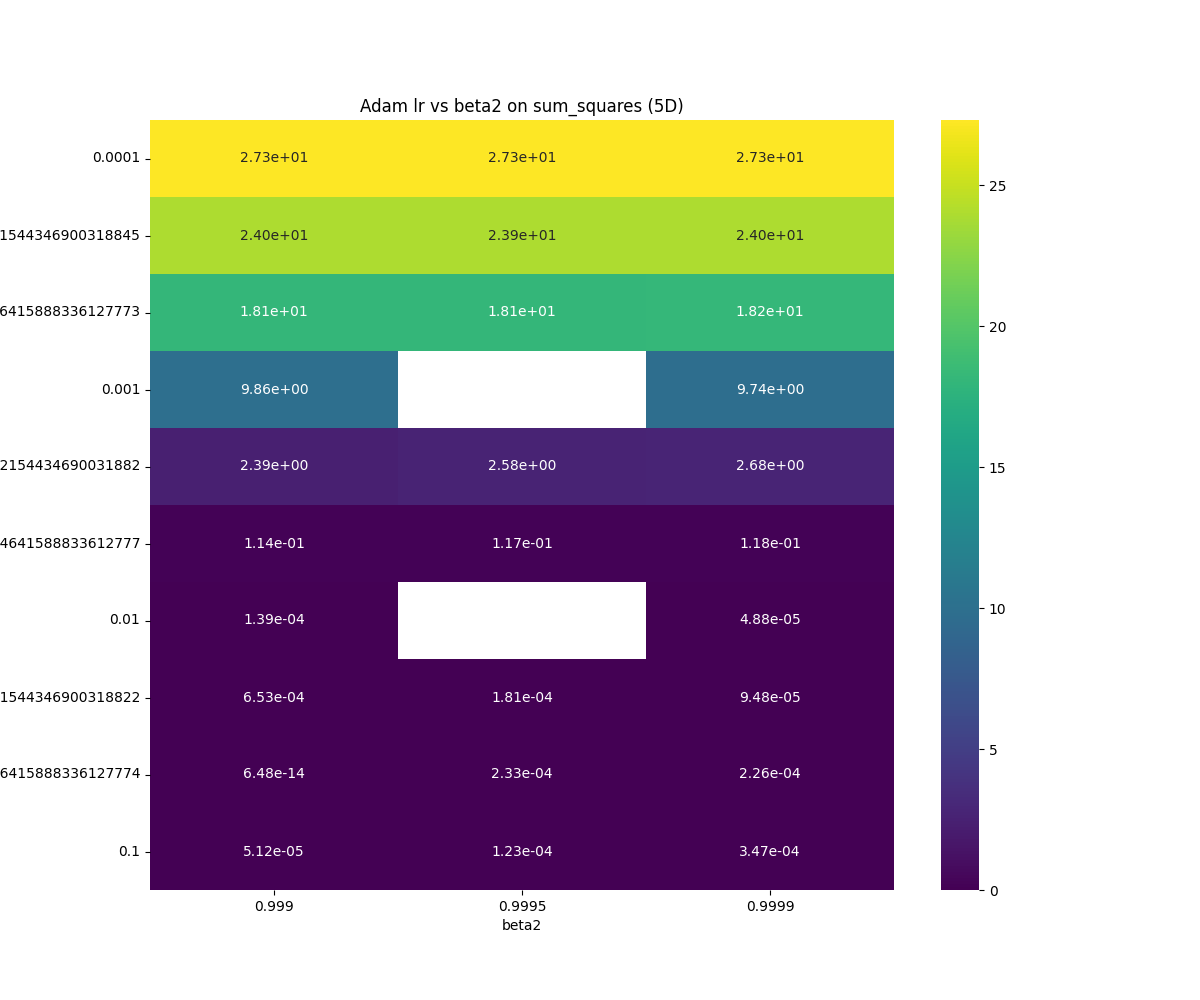 Adam lr vs beta2 on sum_squares (5D)
0.0001 2.73e+01 2.73e+01 2.73e+01
1544346900318845 2.40e+01 2.39e+01 2.40e+01
6415888336127773 1.81e+01 1.81e+01 1.82e+01
0.001 9.86e+00 9.74e+00
2154434690031882 2.39e+00 2.58e+00 2.68e+00
4641588833612777 1.14e-01 1.17e-01 1.18e-01
0.01 1.39e-04 4.88e-05
1544346900318822 6.53e-04 1.81e-04 9.48e-05
6415888336127774 6.48e-14 2.33e-04 2.26e-04
0.1 5.12e-05 1.23e-04 3.47e-04
0.999 0.9995 0.9999
beta2
25
20
15
10
5
0